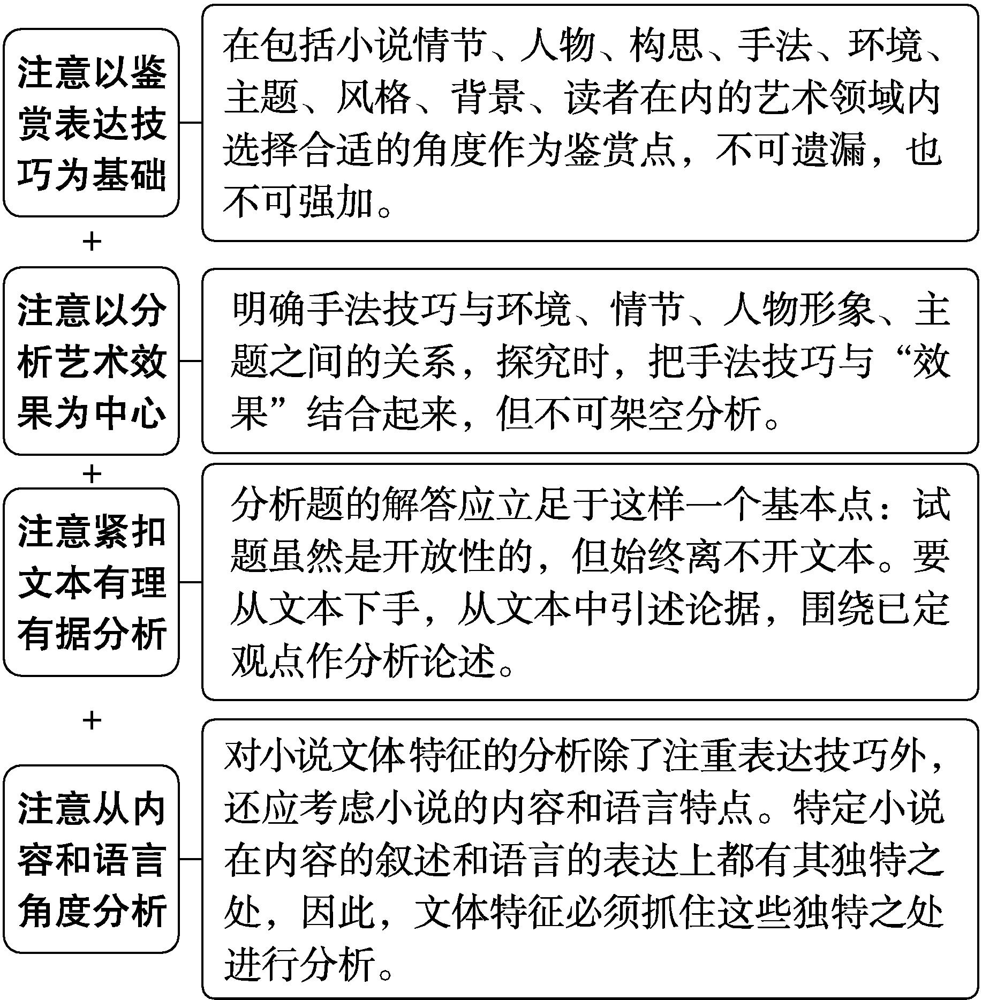 注意以鉴
赏表达技
巧为基础
在包括小说情节、人物、构思、手法、环境、
主题、风格、背景、读者在内的艺术领域内
选择合适的角度作为鉴赏点，不可遗漏，也
不可强加。
+
注意以分
析艺术效
果为中心
明确手法技巧与环境、情节、人物形象、主
题之间的关系，探究时，把手法技巧与“效
果”结合起来，但不可架空分析。
+
注意紧扣
文本有理
有据分析
分析题的解答应立足于这样一个基本点：试
题虽然是开放性的，但始终离不开文本。要
从文本下手，从文本中引述论据，围绕已定
观点作分析论述。
+
注意从内
容和语言
角度分析
对小说文体特征的分析除了注重表达技巧外，
还应考虑小说的内容和语言特点。特定小说
在内容的叙述和语言的表达上都有其独特之
处，因此，文体特征必须抓住这些独特之处
进行分析。